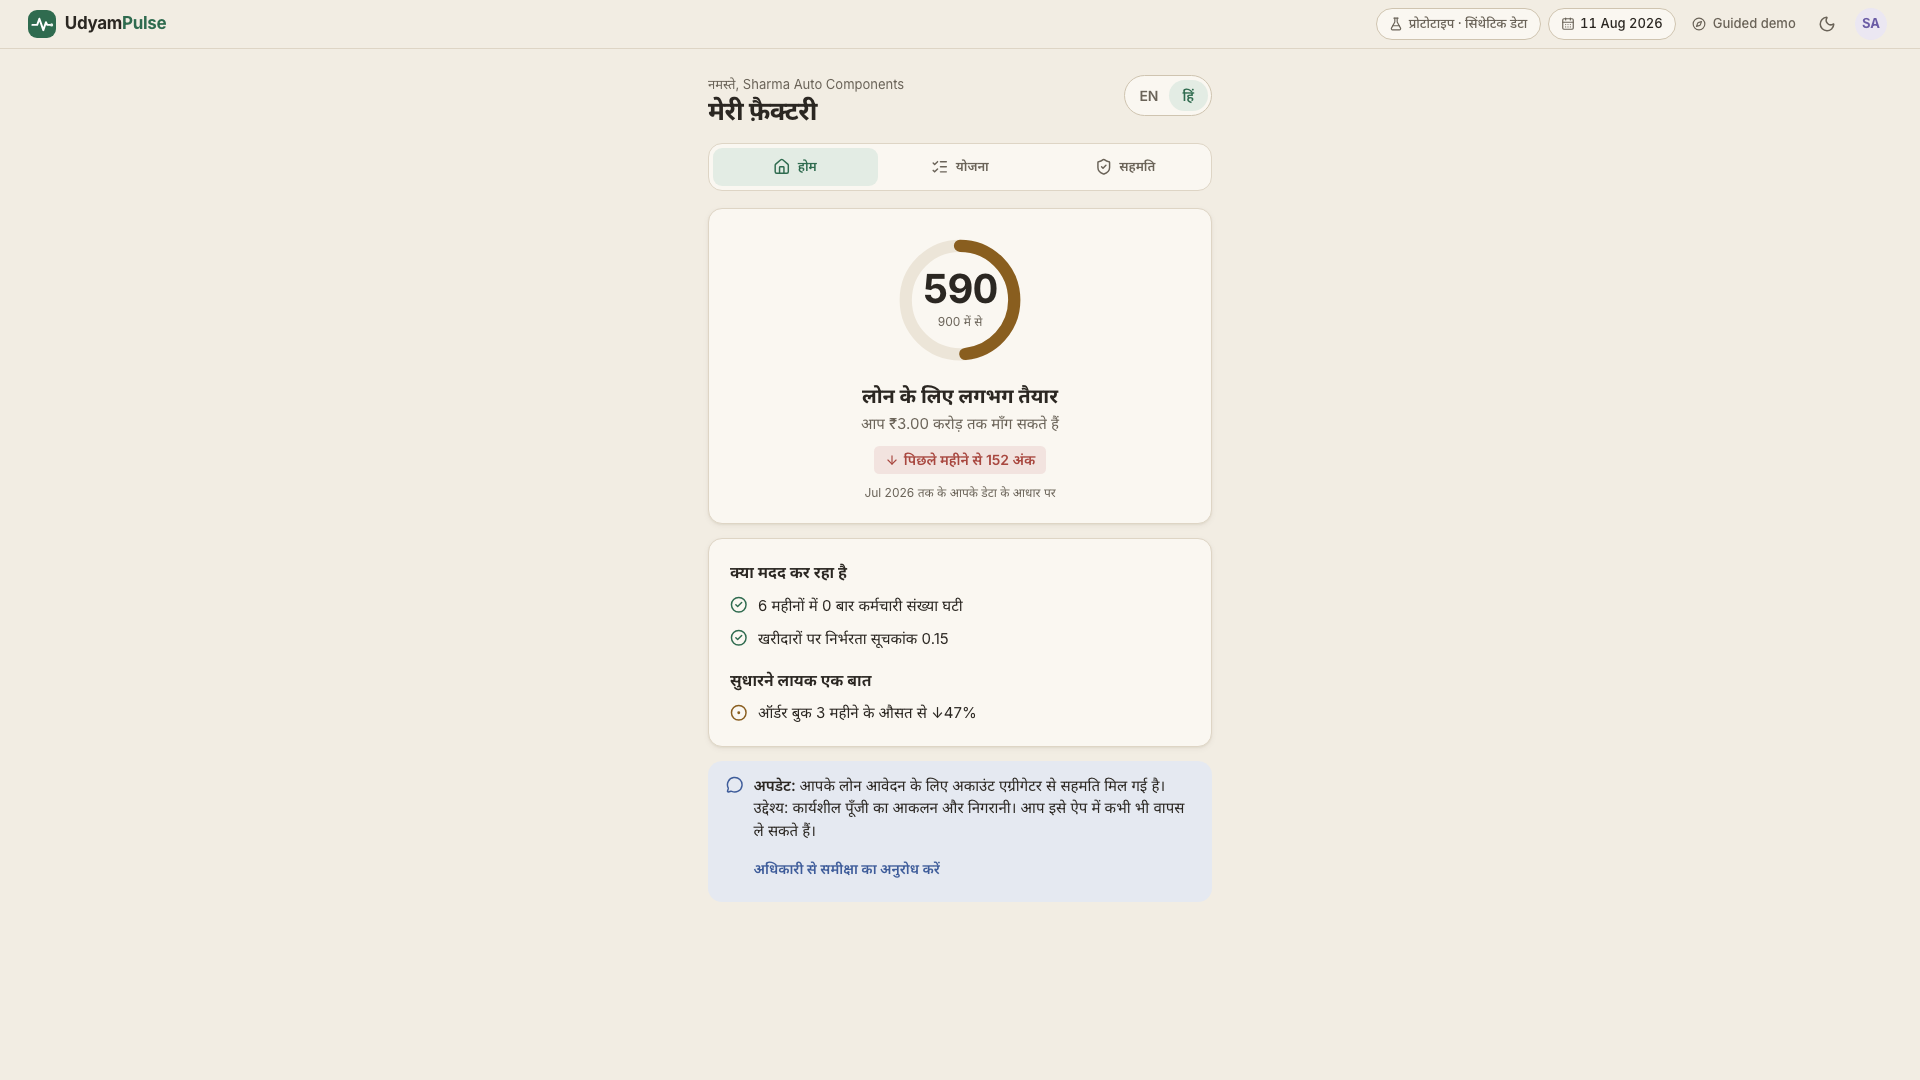 UdyamPulse
प्रोटोटाइप · सिंथेटिक डेटा
11 Aug 2026
Guided demo
SA
नमस्ते, Sharma Auto Components
मेरी फ़ैक्टरी
EN
हिं
होम
योजना
सहमति
590
900 में से
लोन के लिए लगभग तैयार
आप ₹3.00 करोड़ तक माँग सकते हैं
↓ पिछले महीने से 152 अंक
Jul 2026 तक के आपके डेटा के आधार पर
क्या मदद कर रहा है
6 महीनों में 0 बार कर्मचारी संख्या घटी
खरीदारों पर निर्भरता सूचकांक 0.15
सुधारने लायक एक बात
ऑर्डर बुक 3 महीने के औसत से ↓47%
अपडेट: आपके लोन आवेदन के लिए अकाउंट एग्रीगेटर से सहमति मिल गई है।
उद्देश्य: कार्यशील पूँजी का आकलन और निगरानी। आप इसे ऐप में कभी भी वापस
ले सकते हैं।
अधिकारी से समीक्षा का अनुरोध करें